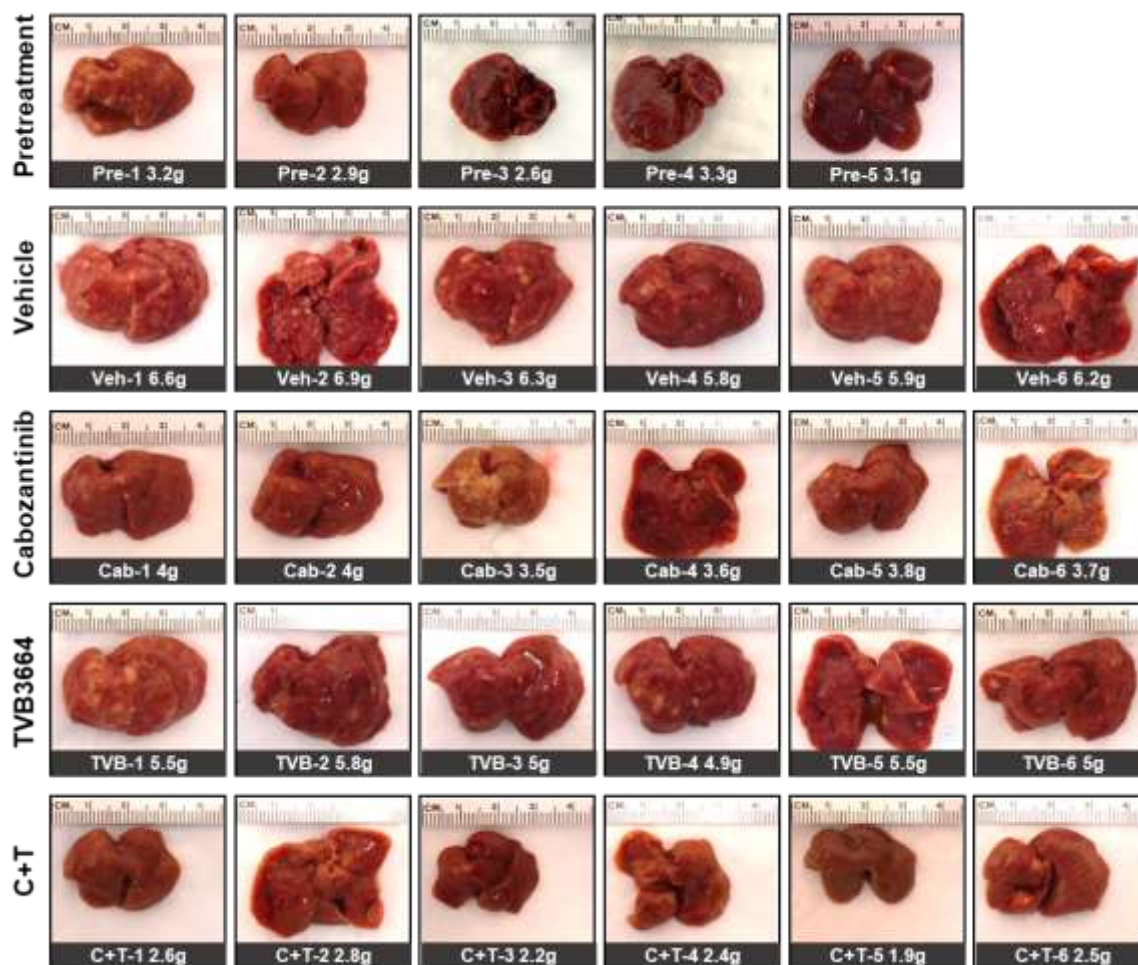 Pretreatment
Pre-1 3.2g
Pre-2 2.9g
Pre-3 2.6g
Pre-4 3.3g
Pre-5 3.1g
Vehicle
Veh-1 6.6g
Veh-2 6.9g
Veh-3 6.3g
Veh-4 5.8g
Veh-5 5.9g
Veh-6 6.2g
Cabozantinib
Cab-1 4g
Cab-2 4g
Cab-3 3.5g
Cab-4 3.6g
Cab-5 3.8g
Cab-6 3.7g
TVB3664
TVB-1 5.5g
TVB-2 5.8g
TVB-3 5g
TVB-4 4.9g
TVB-5 5.5g
TVB-6 5g
C+T
C+T-1 2.6g
C+T-2 2.8g
C+T-3 2.2g
C+T-4 2.4g
C+T-5 1.9g
C+T-6 2.5g